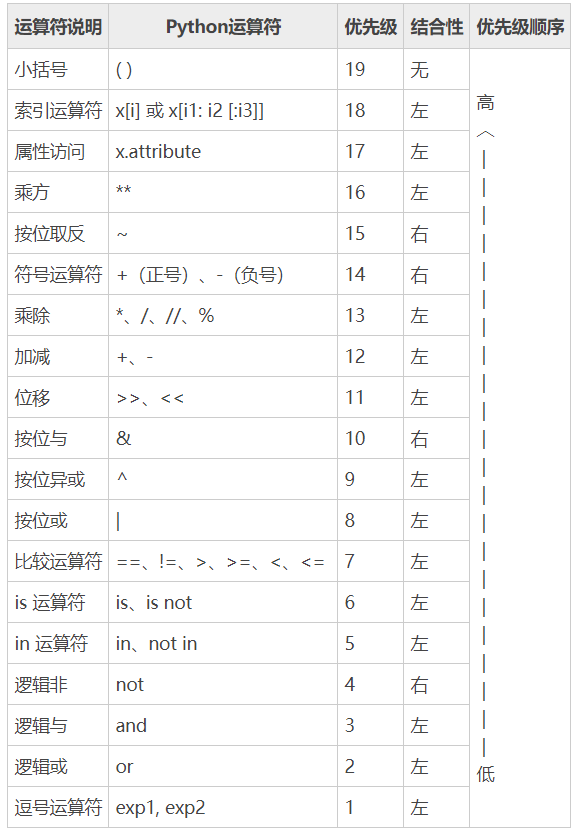 运算符说明 Python运算符 优先级 结合性 优先级顺序
小括号 ( ) 19 无
高
索引运算符 x[i] 或 x[i1: i2 [:i3]] 18 左
︿
属性访问 x.attribute 17 左
乘方 ** 16 左
按位取反 ~ 15 右
符号运算符 +（正号）、-（负号） 14 右
乘除 *、/、//、% 13 左
加减 +、- 12 左
位移 >>、<< 11 左
按位与 & 10 右
按位异或 ^ 9 左
按位或 | 8 左
比较运算符 ==、!=、>、>=、<、<= 7 左
is 运算符 is、is not 6 左
in 运算符 in、not in 5 左
逻辑非 not 4 右
逻辑与 and 3 左
逻辑或 or 2 左
低
逗号运算符 exp1, exp2 1 左